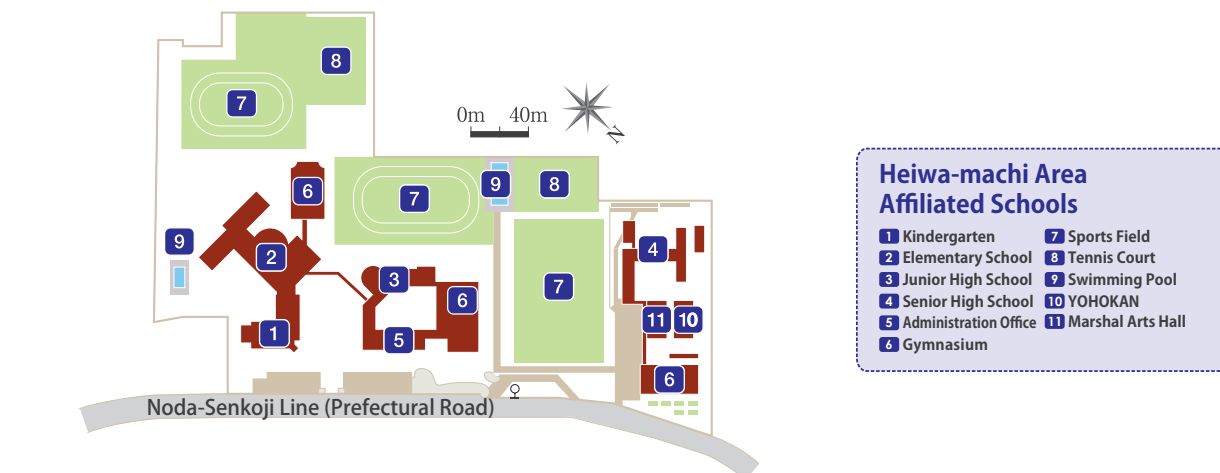 8
7
0m 40m
N
6
7
9
8
9
2
4
3
7
6
11 10
1
5
6
Noda-Senkoji Line (Prefectural Road)
Heiwa-machi Area
Affiliated Schools
1 Kindergarten
2 Elementary School
3 Junior High School
4 Senior High School
5 Administration Office
6 Gymnasium
7 Sports Field
8 Tennis Court
9 Swimming Pool
10 YOHOKAN
11 Marshal Arts Hall